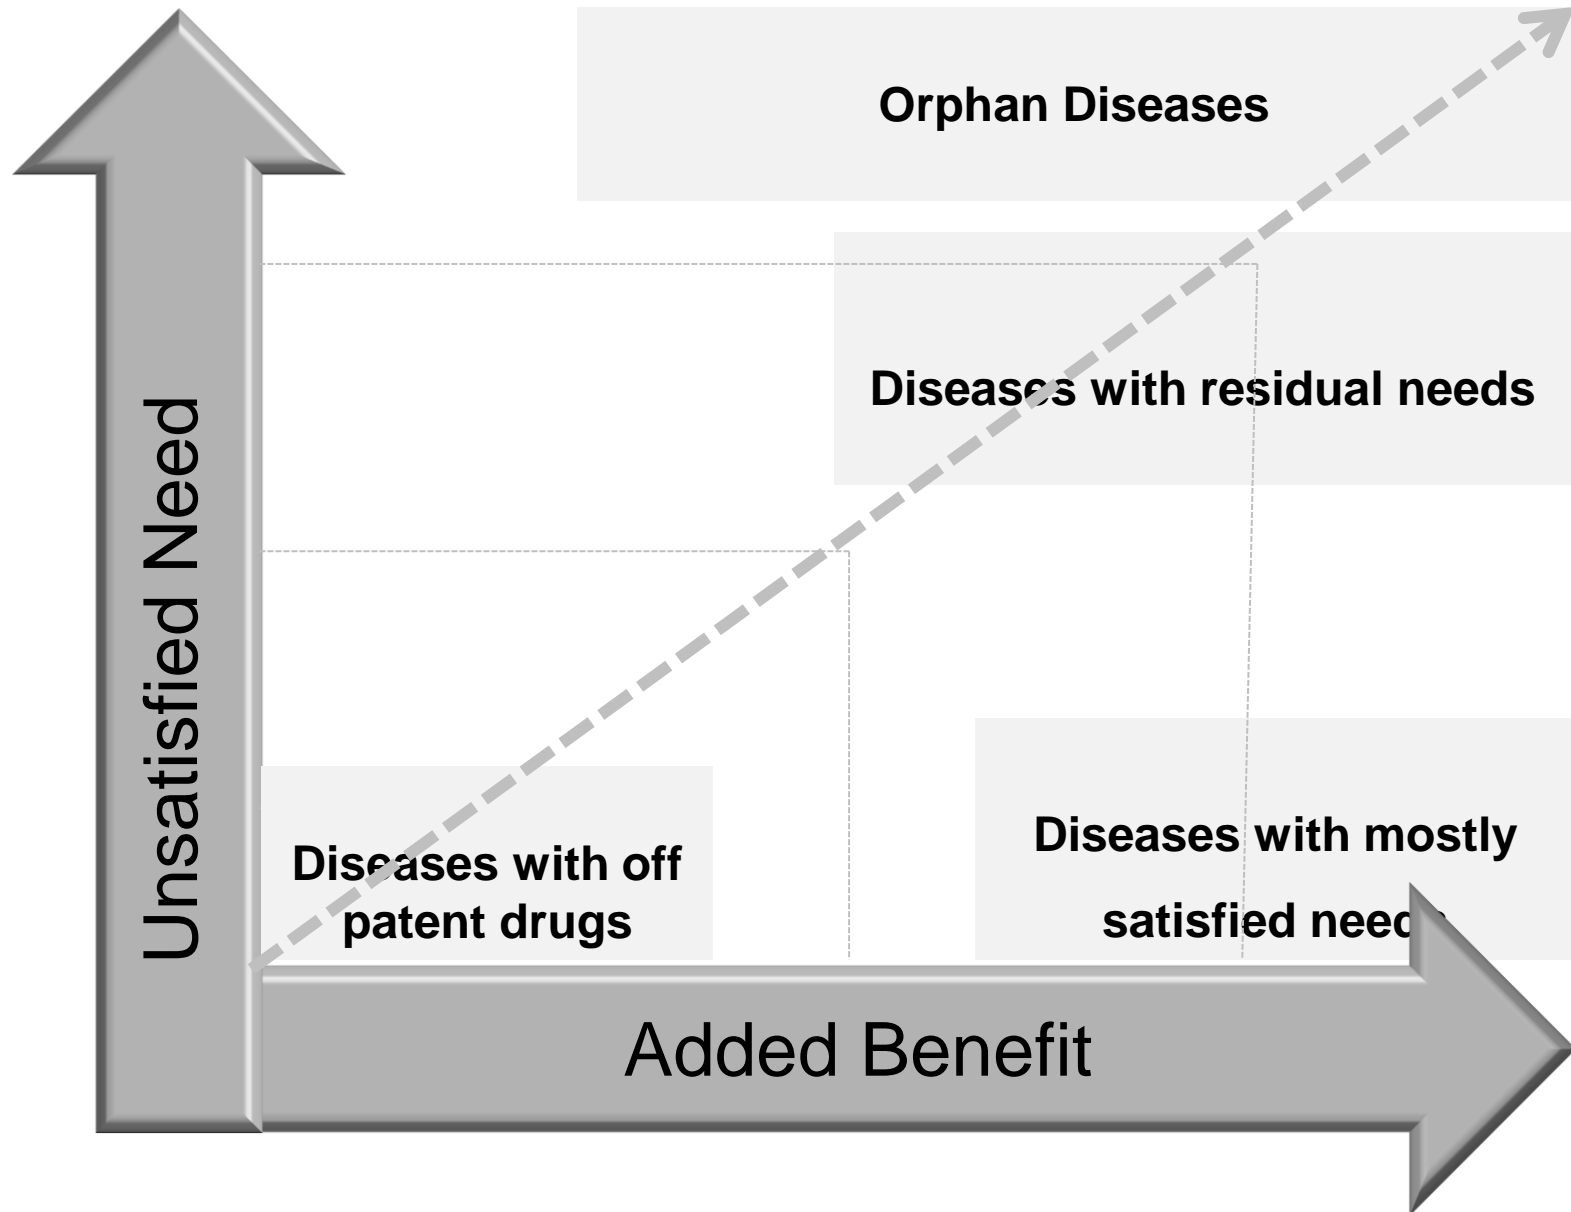 Orphan Diseases
Diseases with residual needs
Unsatisfied Need
Diseases with off
patent drugs
Diseases with mostly
satisfied needs
Added Benefit